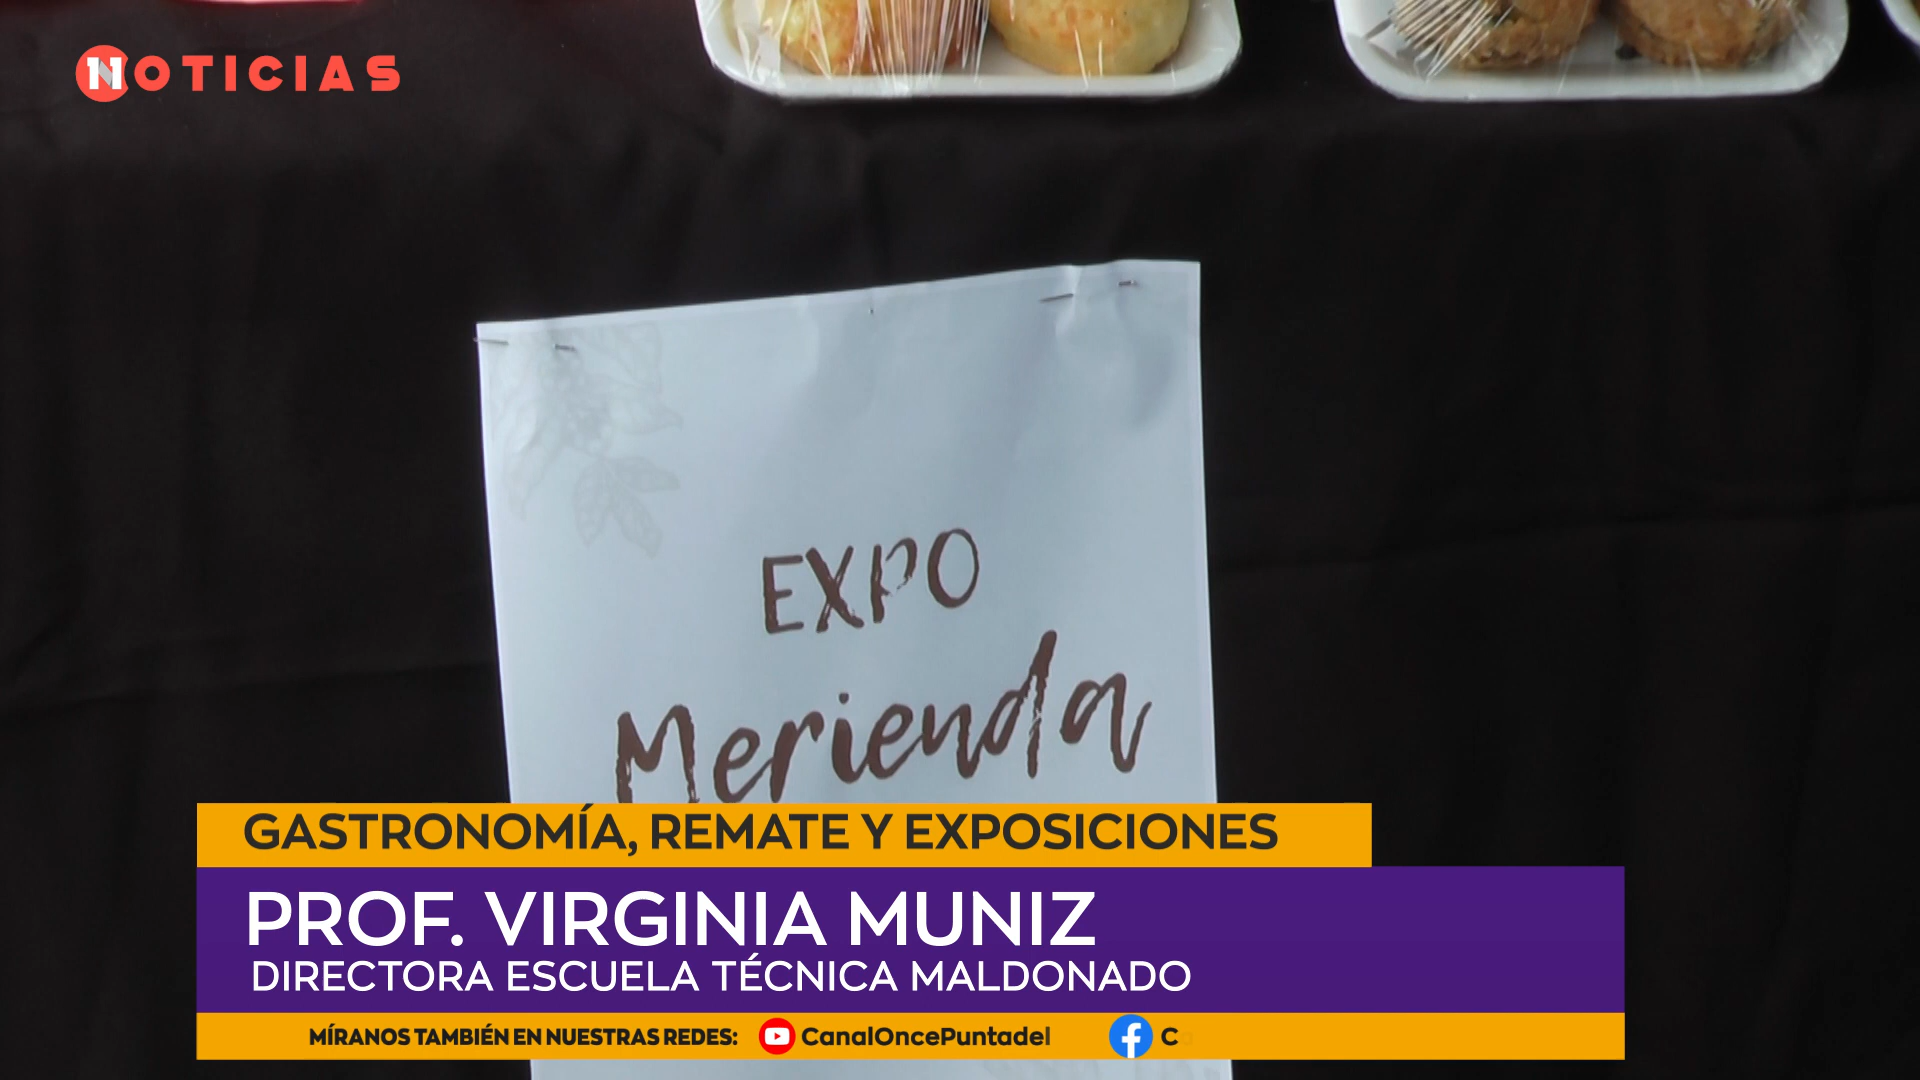 NOTICIAS
EXPO
Merienda
GASTRONOMÍA, REMATE Y EXPOSICIONES
PROF. VIRGINIA MUNIZ
DIRECTORA ESCUELA TÉCNICA MALDONADO
MÍRANOS TAMBIÉN EN NUESTRAS REDES: CanalOncePuntadel C